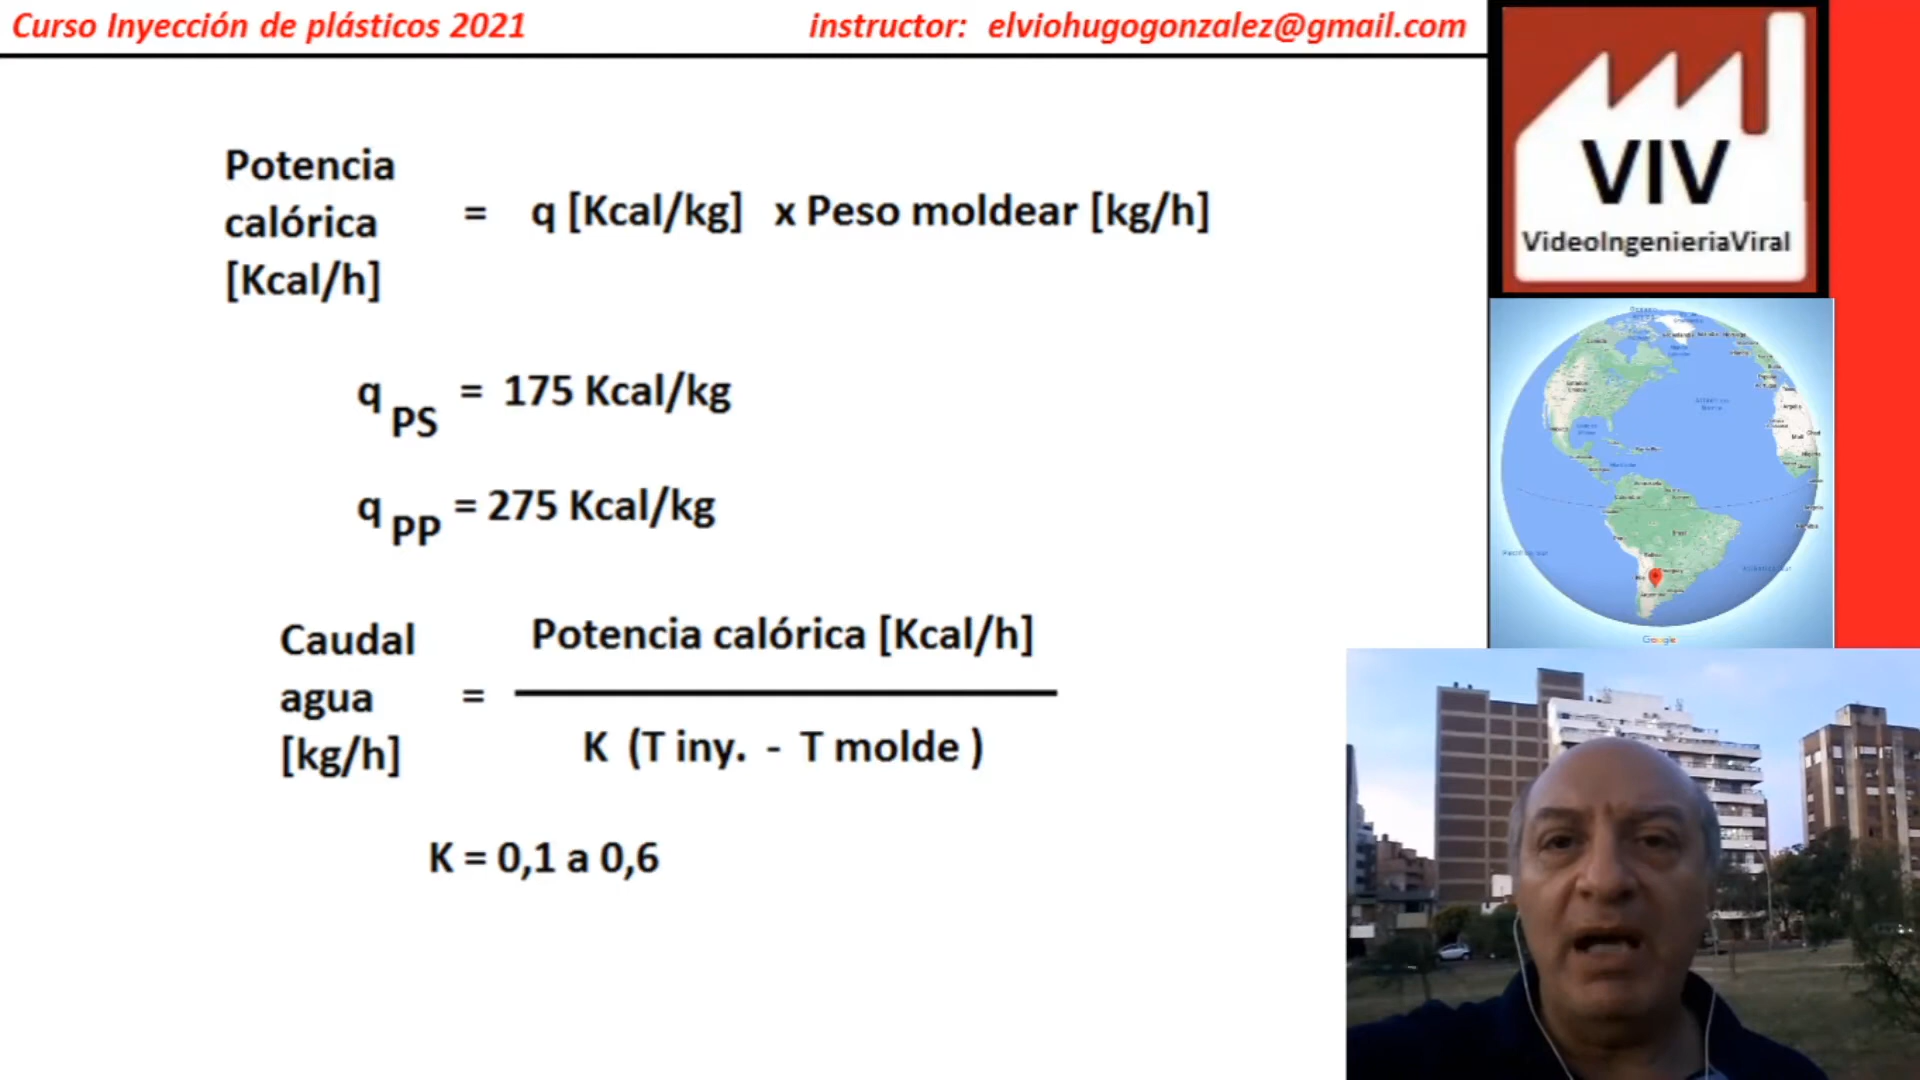 Curso Inyección de plásticos 2021
instructor: elviohugogonzalez@gmail.com
Potencia
calórica
[Kcal/h]
= q [Kcal/kg] x Peso moldear [kg/h]
q PS = 175 Kcal/kg
q PP = 275 Kcal/kg
Caudal
agua
[kg/h]
=
Potencia calórica [Kcal/h]
K (T iny. - T molde )
K = 0,1 a 0,6
VIV
VideoIngenieriaViral
Google